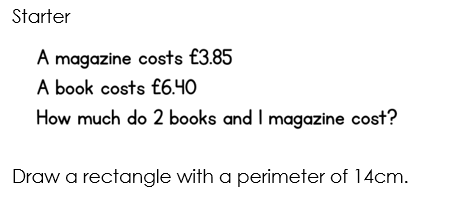 Starter
A magazine costs £3.85
A book costs £6.40
How much do 2 books and 1 magazine cost?
Draw a rectangle with a perimeter of 14cm.